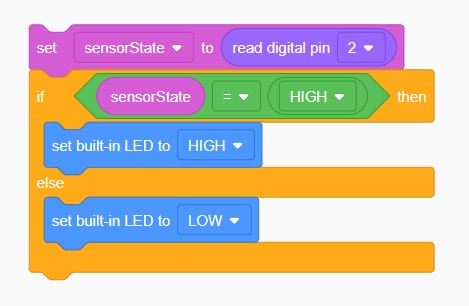 set sensorState to read digital pin 2
if sensorState = HIGH then
set built-in LED to HIGH
else
set built-in LED to LOW